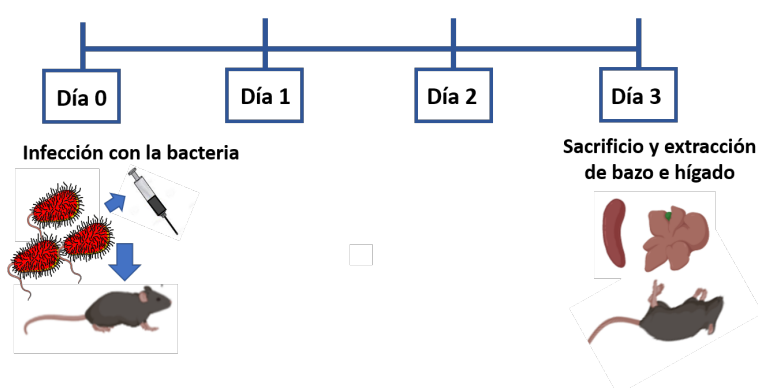 Día 0
Día 1
Día 2
Día 3
Infección con la bacteria
Sacrificio y extracción
de bazo e hígado